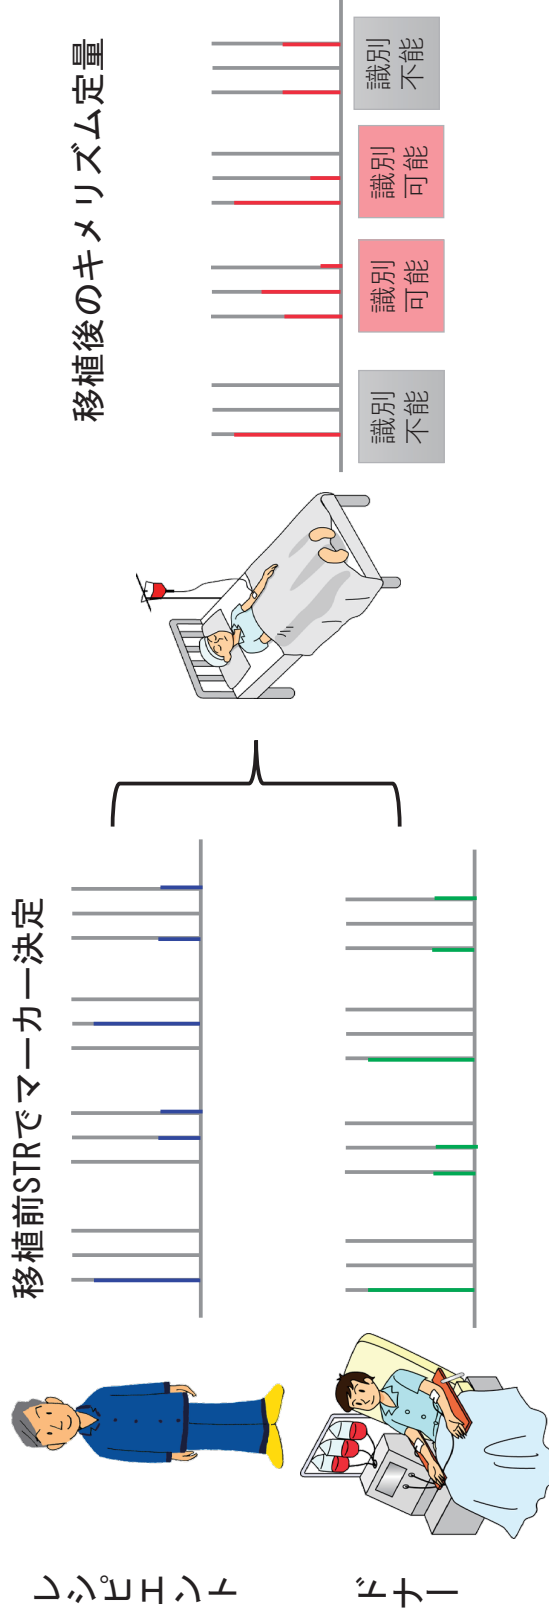 移植前STRでマーカー決定
移植後のキメリズム定量
レシピエント
ドナー
識別
不能
識別
可能
識別
可能
識別
不能